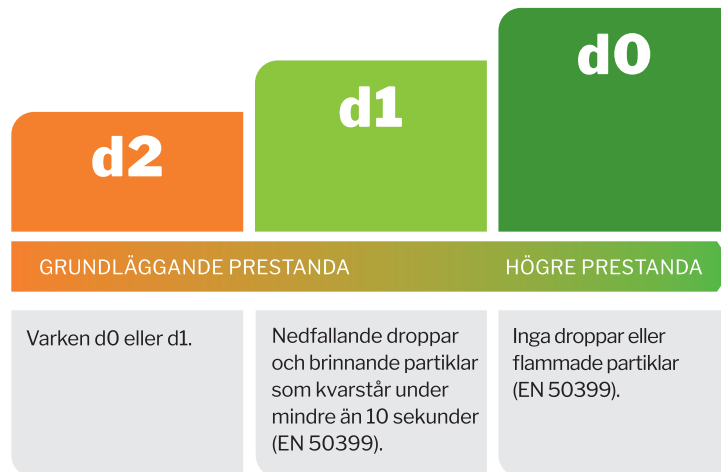 d2
d1
d0
GRUNDLÄGGANDE PRESTANDA
HÖGRE PRESTANDA
Varken d0 eller d1.
Nedfallande droppar
och brinnande partiklar
som kvarstår under
mindre än 10 sekunder
(EN 50399).
Inga droppar eller
flammade partiklar
(EN 50399).